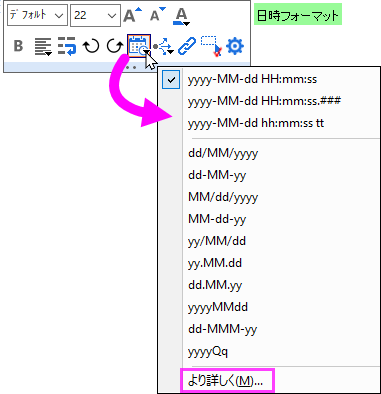 デフォルト 22 A A A 日時フォーマット
B
yyyy-MM-dd HH:mm:ss
yyyy-MM-dd HH:mm:ss.###
yyyy-MM-dd hh:mm:ss tt
dd/MM/yyyy
dd-MM-yy
MM/dd/yyyy
MM-dd-yy
yy/MM/dd
yy.MM.dd
dd.MM.yy
yyyyMMdd
dd-MMM-yy
yyyyQq
より詳しく(M)...